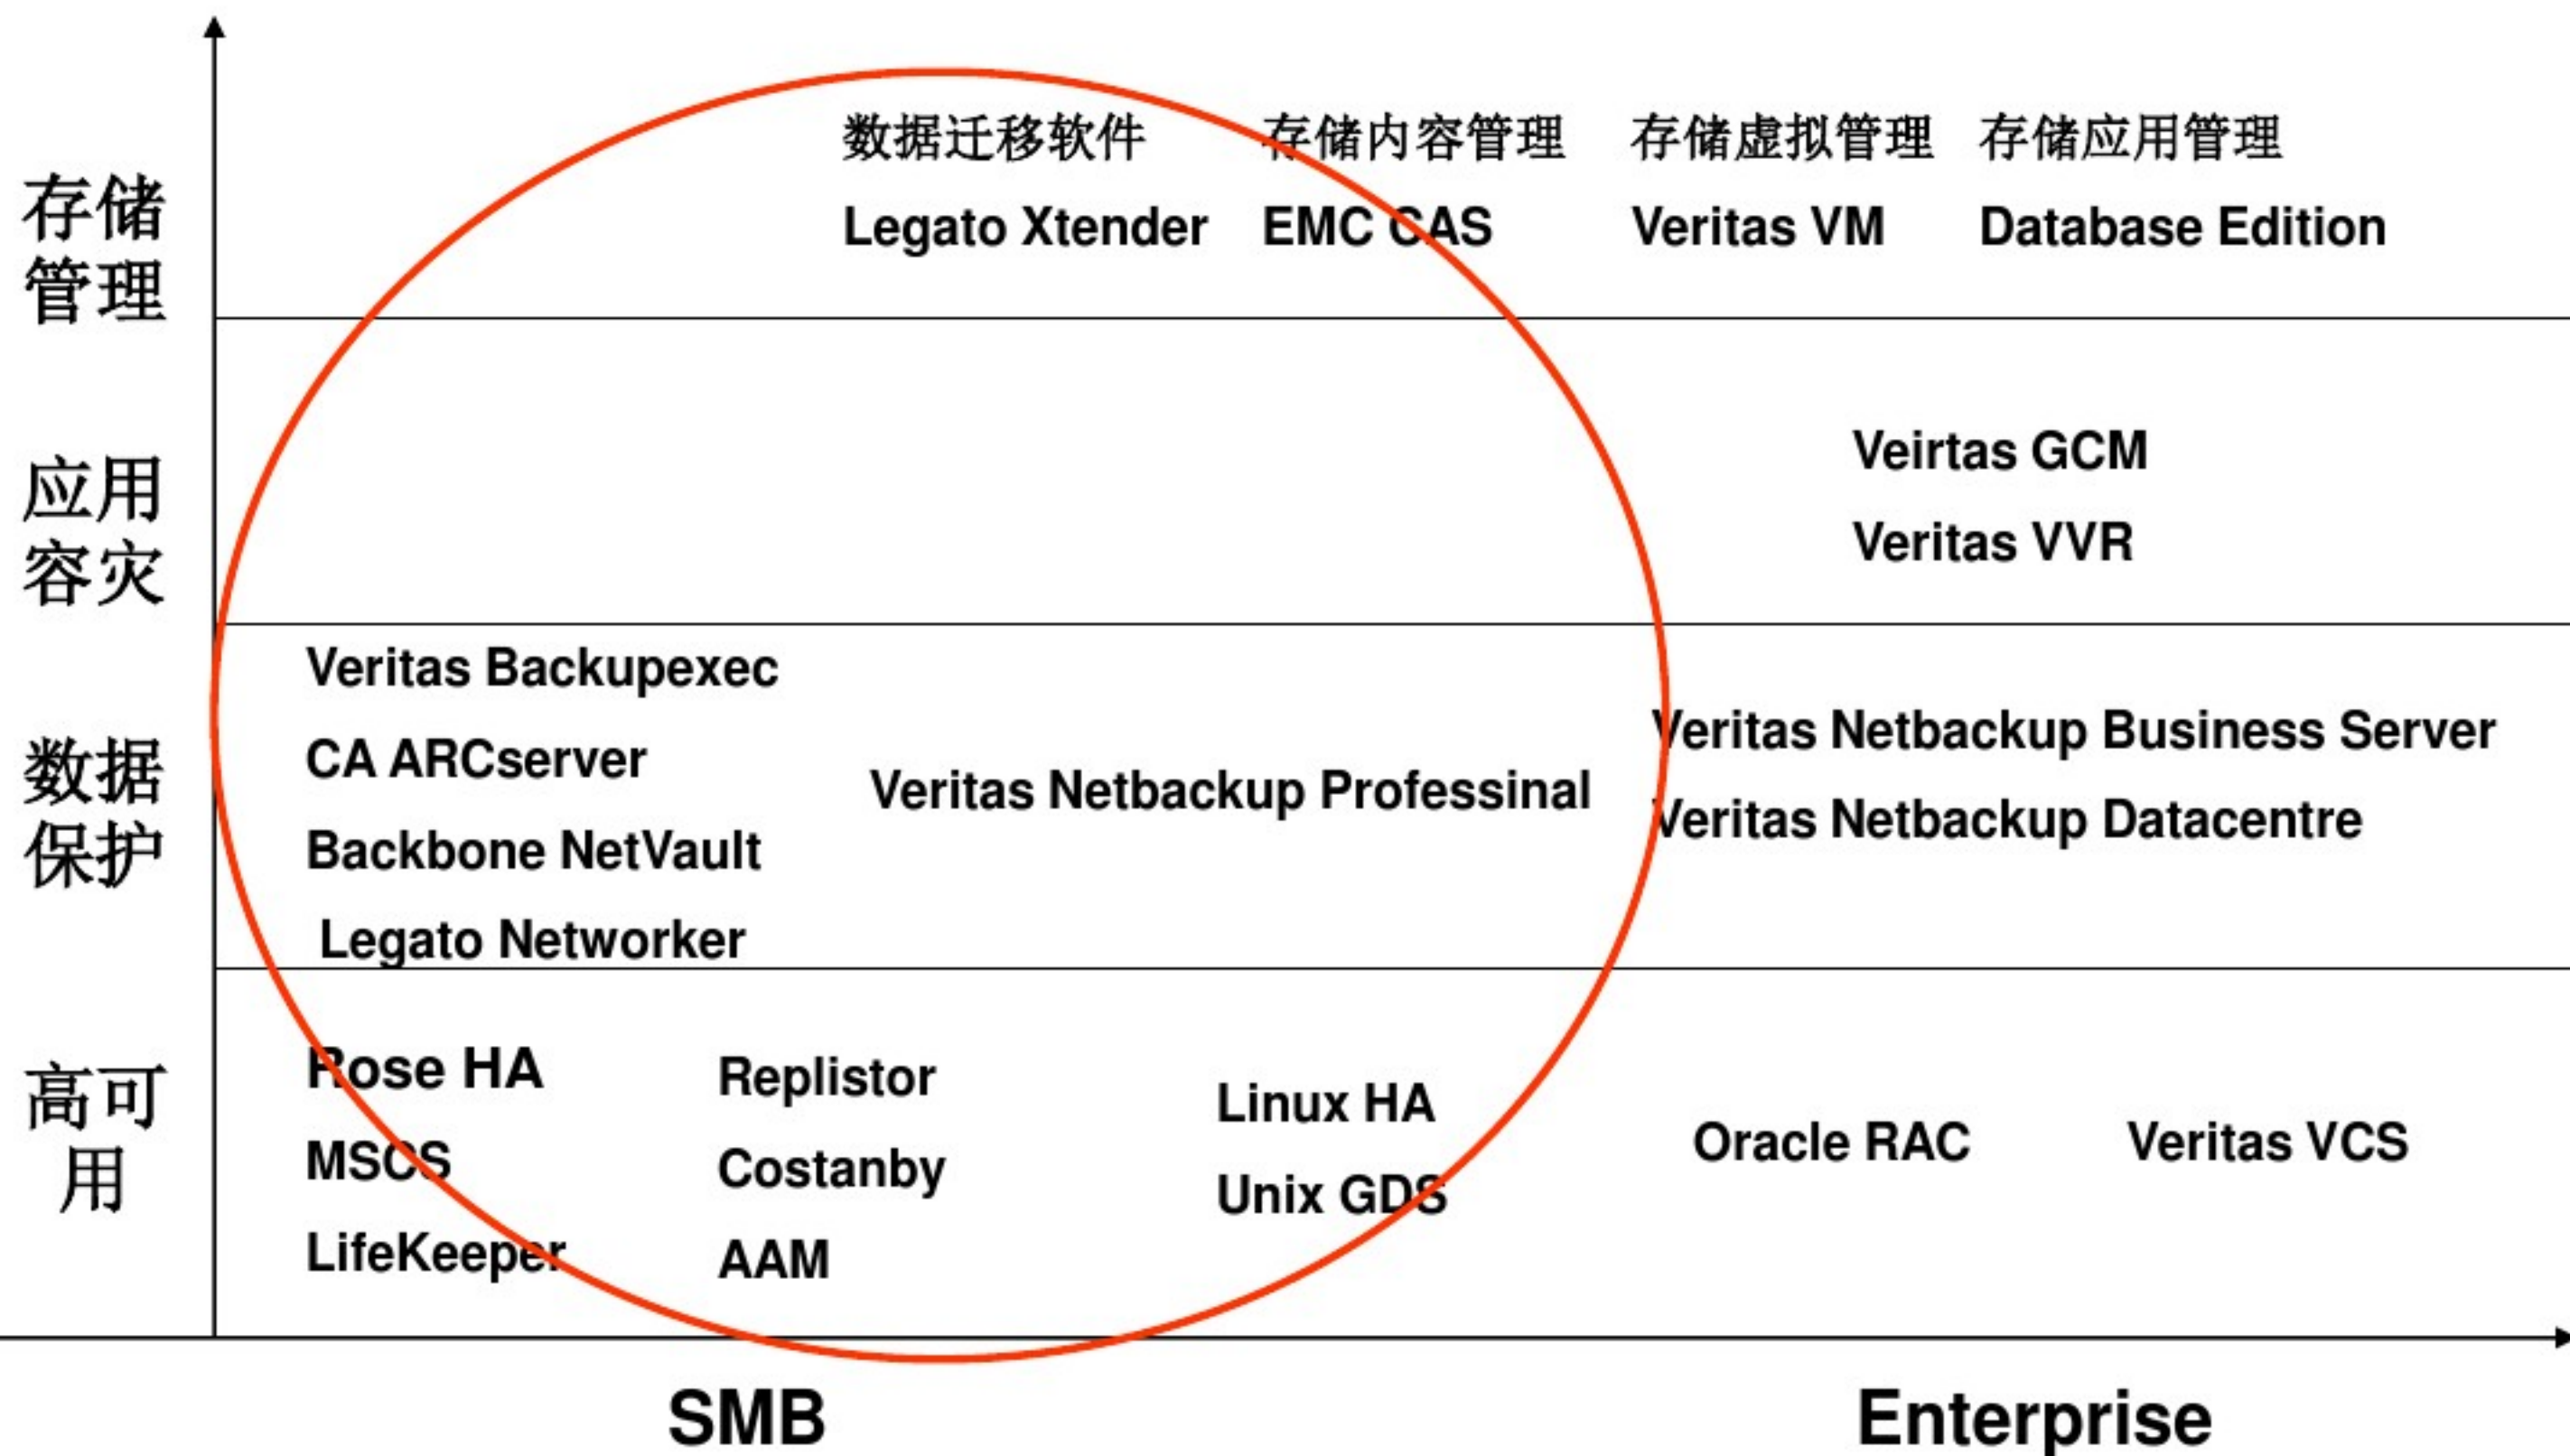 数据迁移软件 存储内容管理 存储虚拟管理 存储应用管理
Legato Xtender EMC CAS Veritas VM Database Edition
存储
管理
应用
容灾
Veirtas GCM
Veritas VVR
数据
保护
Veritas Backupexec
CA ARCserver
Backbone NetVault
Legato Networker
Veritas Netbackup Professinal
Veritas Netbackup Business Server
Veritas Netbackup Datacentre
高可
用
Rose HA
MSCS
LifeKeeper
Replistor
Costanby
AAM
Linux HA
Unix GDS
Oracle RAC
Veritas VCS
SMB
Enterprise